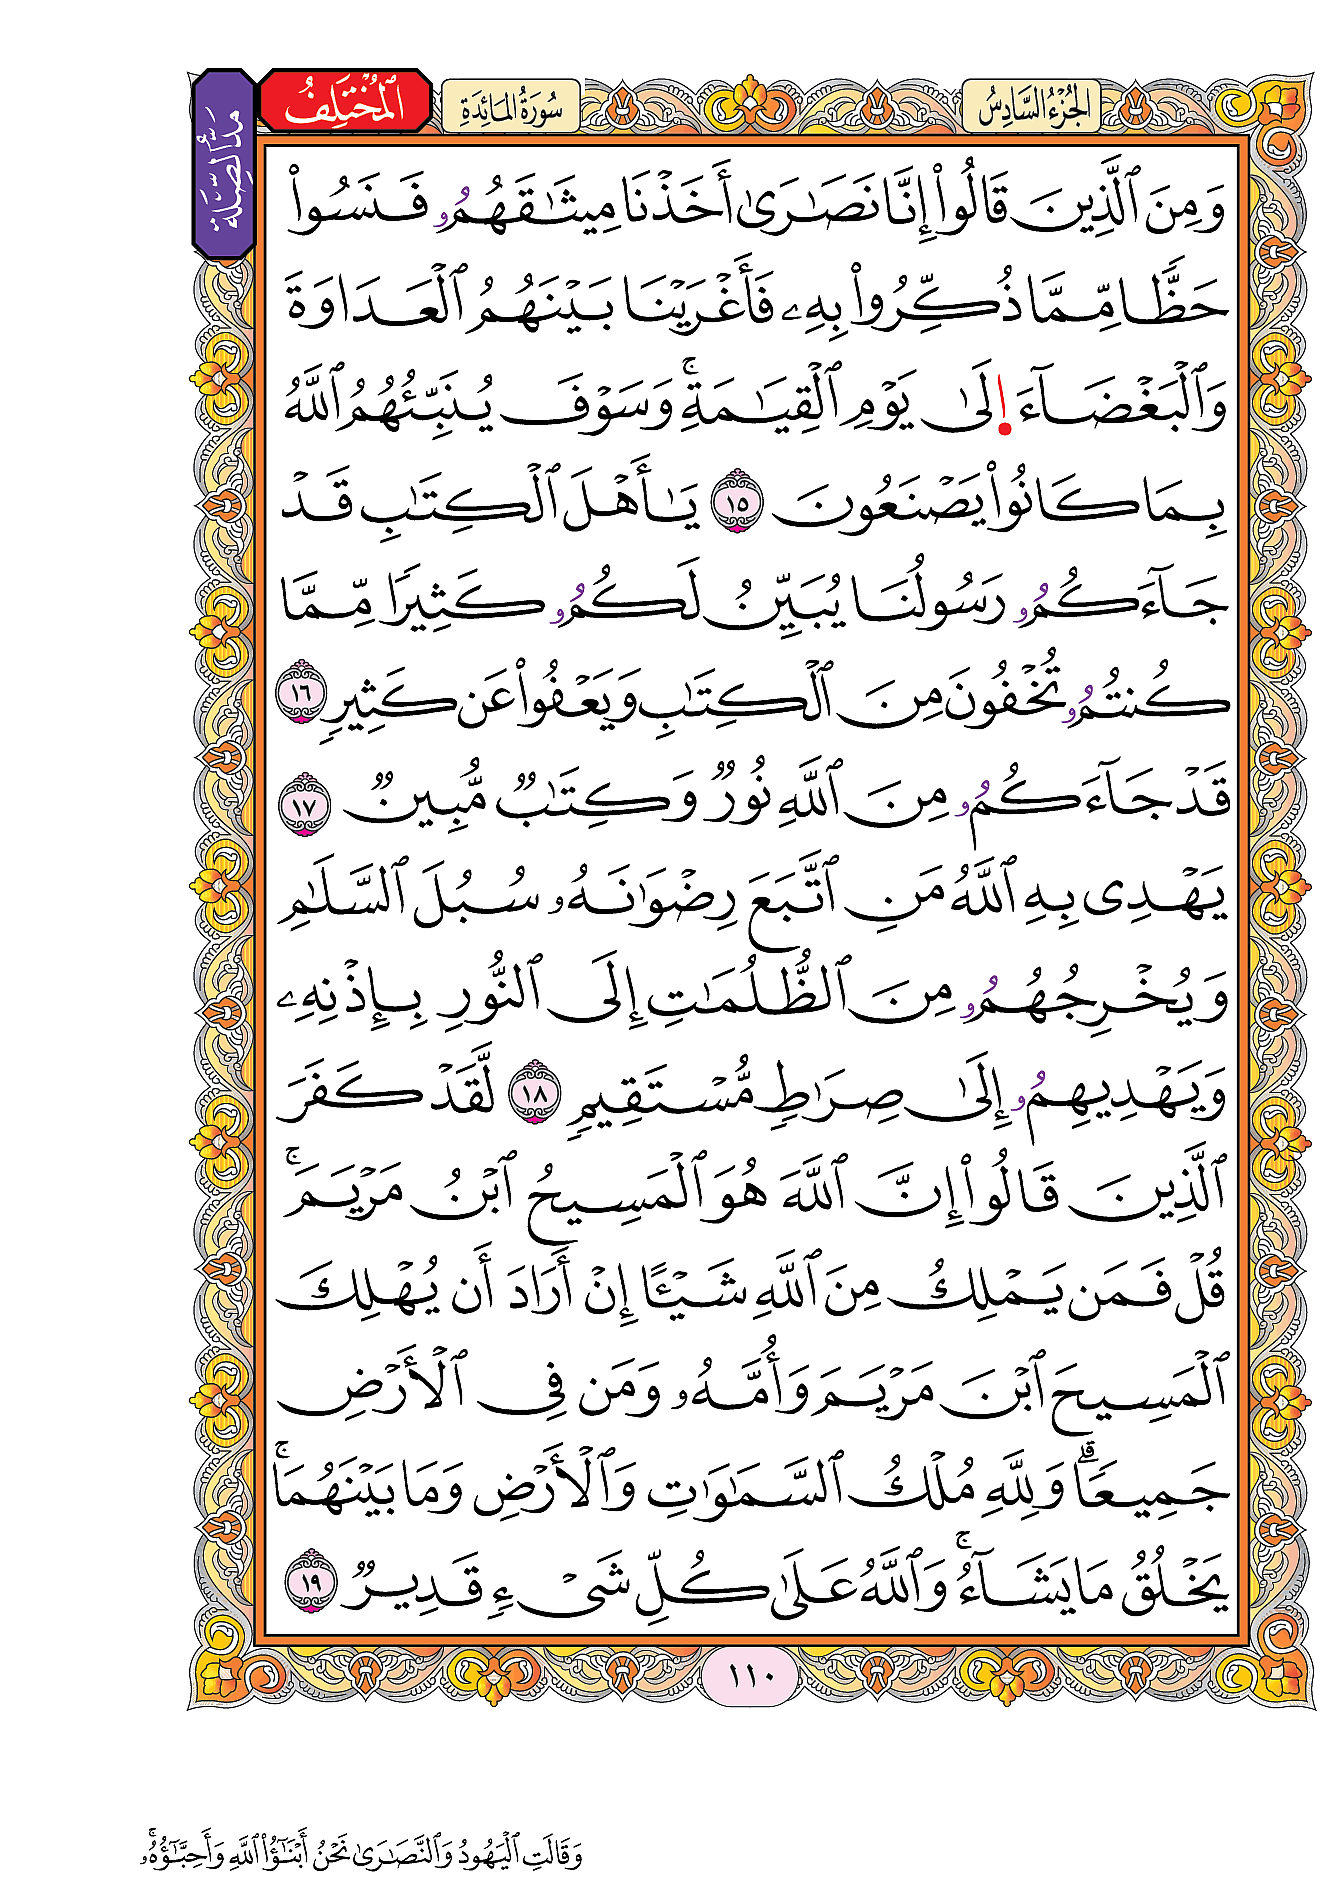 مَدُّ الصِّلَة
المُخْتَلِفُ
سُورَةُ المَائِدَةِ
الجُزْءُ السَّادِسُ
وَمِنَ ٱلَّذِينَ قَالُوا۟ إِنَّا نَصَـٰرَىٰ أَخَذْنَا مِيثَـٰقَهُمُۥ فَنَسُوا۟
حَظًّا مِّمَّا ذُكِّرُوا۟ بِهِۦ فَأَغْرَيْنَا بَيْنَهُمُ ٱلْعَدَاوَةَ
وَٱلْبَغْضَآءَ ا۪لَىٰ يَوْمِ ٱلْقِيَـٰمَةِ ۚ وَسَوْفَ يُنَبِّئُهُمُ ٱللَّهُ
بِمَا كَانُوا۟ يَصْنَعُونَ ١٥ يَـٰٓأَهْلَ ٱلْكِتَـٰبِ قَدْ
جَآءَكُمُۥ رَسُولُنَا يُبَيِّنُ لَكُمُۥ كَثِيرًا مِّمَّا
كُنتُمُۥ تُخْفُونَ مِنَ ٱلْكِتَـٰبِ وَيَعْفُوا۟ عَن كَثِيرٍ ١٦
قَدْ جَآءَكُمُۥ مِنَ ٱللَّهِ نُورٌ وَكِتَـٰبٌ مُّبِينٌ ١٧
يَهْدِى بِهِ ٱللَّهُ مَنِ ٱتَّبَعَ رِضْوَٰنَهُۥ سُبُلَ ٱلسَّلَـٰمِ
وَيُخْرِجُهُمُۥ مِنَ ٱلظُّلُمَـٰتِ إِلَى ٱلنُّورِ بِإِذْنِهِۦ
وَيَهْدِيهِمُۥ إِلَىٰ صِرَٰطٍ مُّسْتَقِيمٍ ١٨ لَّقَدْ كَفَرَ
ٱلَّذِينَ قَالُوٓا۟ إِنَّ ٱللَّهَ هُوَ ٱلْمَسِيحُ ٱبْنُ مَرْيَمَ ۚ
قُلْ فَمَن يَمْلِكُ مِنَ ٱللَّهِ شَيْـًٔا إِنْ أَرَادَ أَن يُهْلِكَ
ٱلْمَسِيحَ ٱبْنَ مَرْيَمَ وَأُمَّهُۥ وَمَن فِى ٱلْأَرْضِ
جَمِيعًا ۗ وَلِلَّهِ مُلْكُ ٱلسَّمَـٰوَٰتِ وَٱلْأَرْضِ وَمَا بَيْنَهُمَا ۚ
يَخْلُقُ مَا يَشَآءُ ۚ وَٱللَّهُ عَلَىٰ كُلِّ شَىْءٍ قَدِيرٌ ١٩
١١٠
وَقَالَتِ ٱلْيَهُودُ وَٱلنَّصَـٰرَىٰ نَحْنُ أَبْنَـٰٓؤُا۟ ٱللَّهِ وَأَحِبَّـٰٓؤُهُۥ ۚ